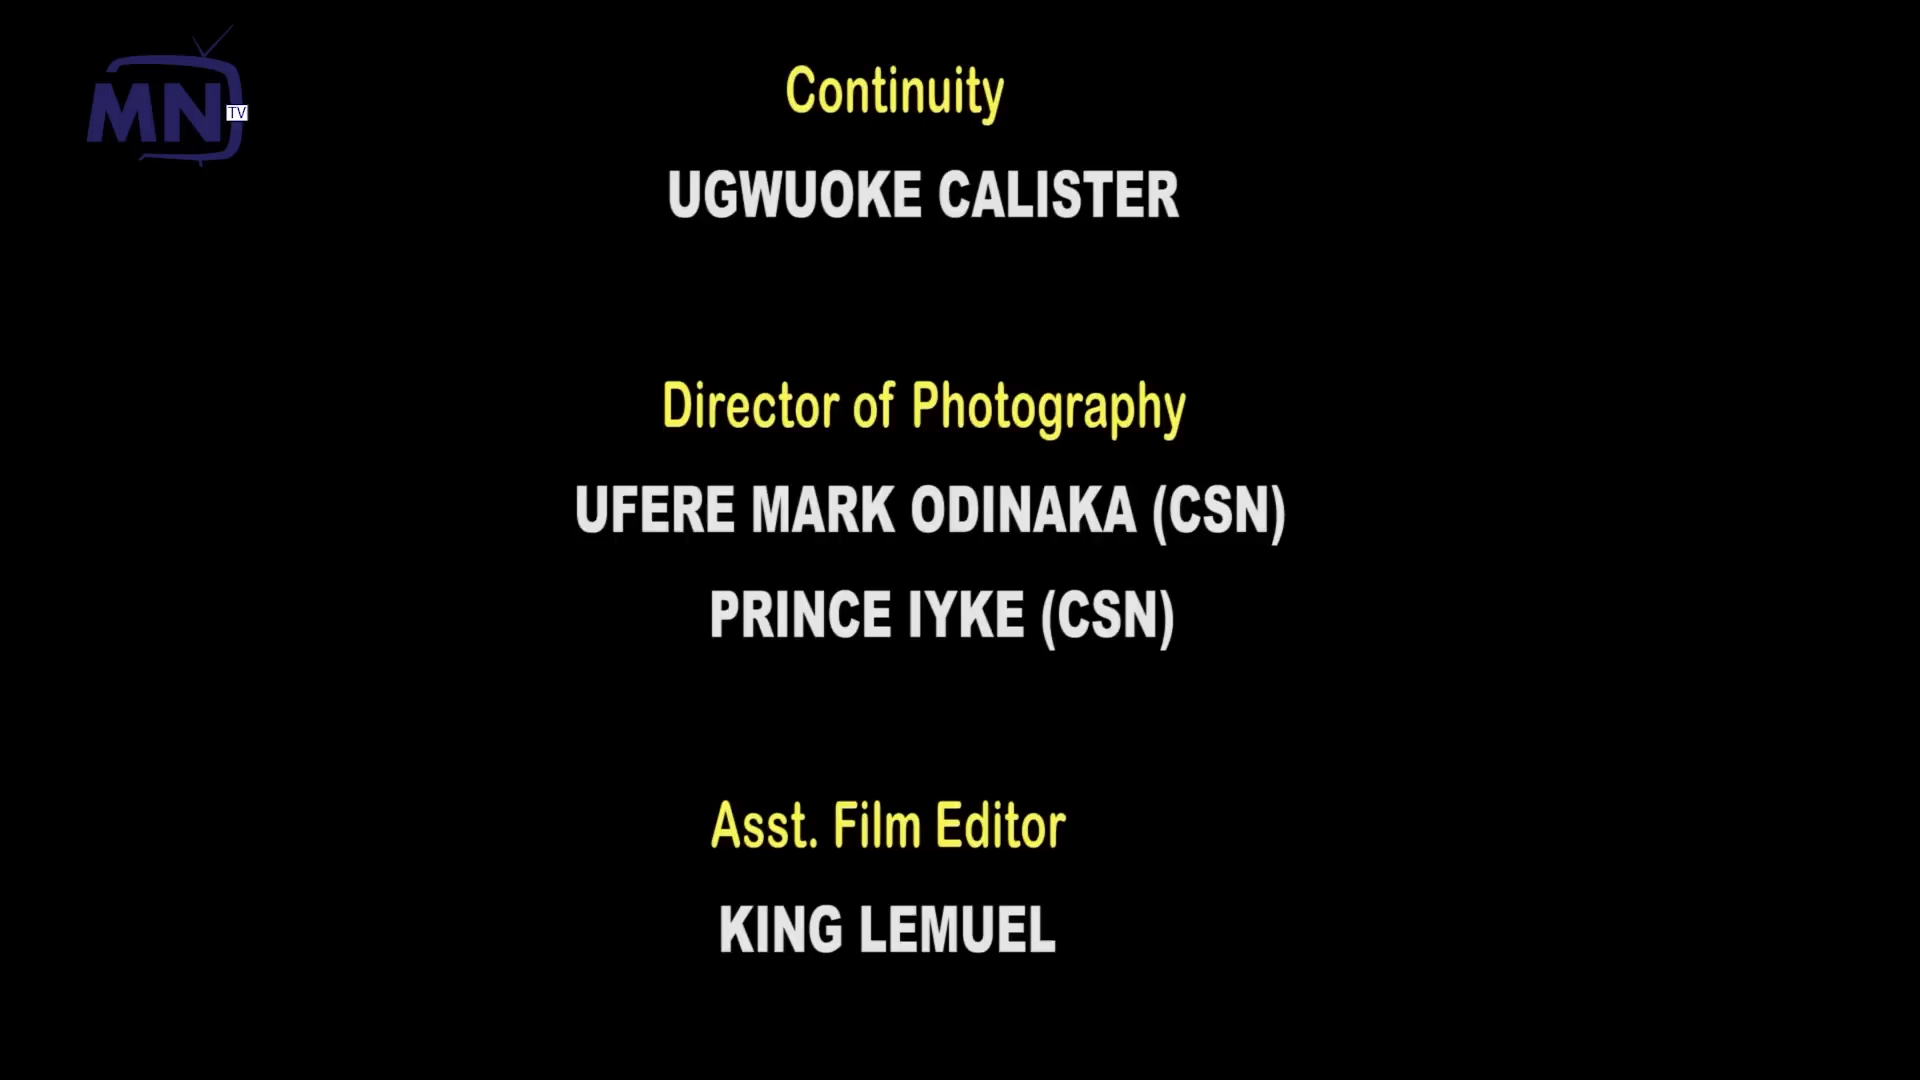 MN
TV
Continuity
UGWUOKE CALISTER
Director of Photography
UFERE MARK ODINAKA (CSN)
PRINCE IYKE (CSN)
Asst. Film Editor
KING LEMUEL